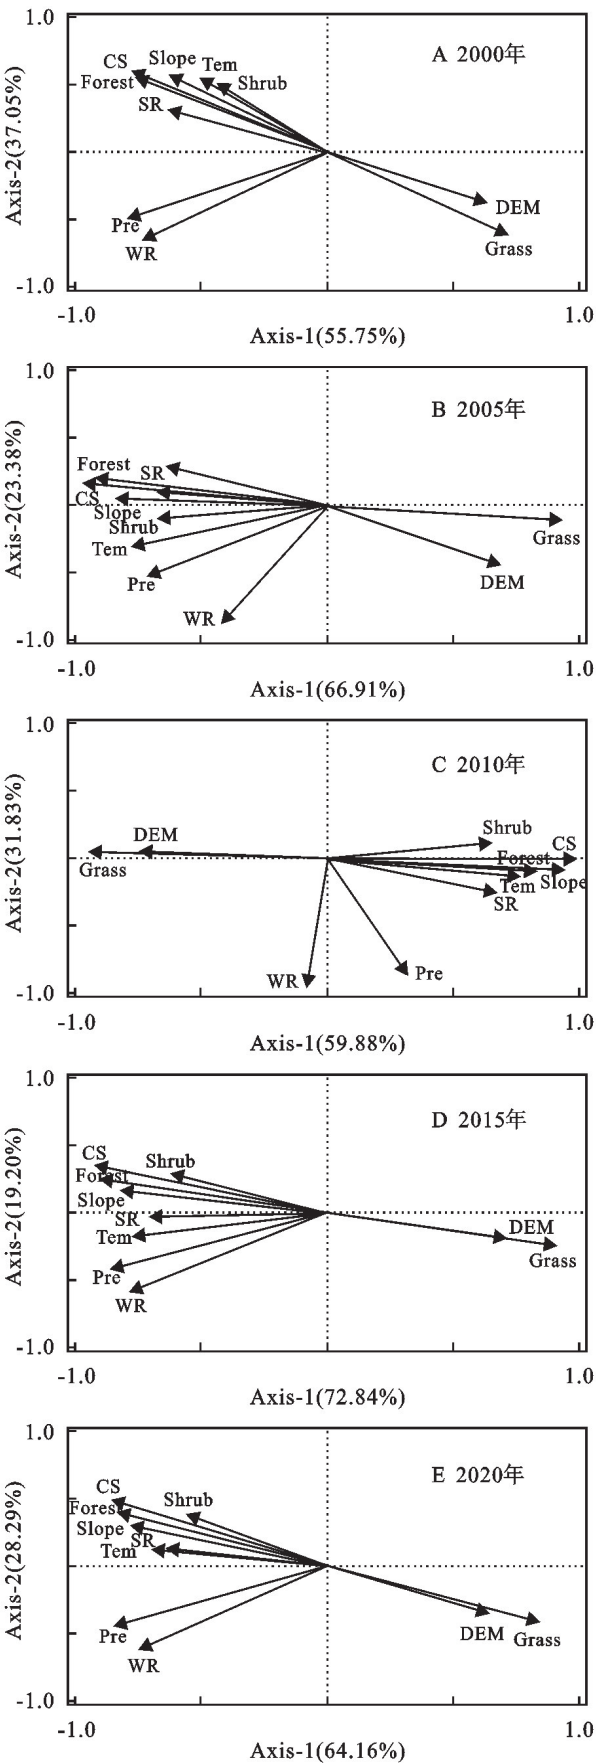 1.0
A 2000年
CS
Slope
Tem
Forest
Shrub
SR
Axis-2(37.05%)
DEM
Pre
Grass
WR
-1.0
-1.0
1.0
Axis-1(55.75%)
1.0
B 2005年
Forest
SR
CS
Slope
Shrub
Axis-2(23.38%)
Grass
Tem
DEM
Pre
WR
-1.0
-1.0
1.0
Axis-1(66.91%)
1.0
C 2010年
Shrub
DEM
CS
Forest
Grass
Tem
Slope
SR
Axis-2(31.83%)
WR
Pre
-1.0
-1.0
1.0
Axis-1(59.88%)
1.0
D 2015年
CS
Shrub
Forest
Slope
SR
DEM
Tem
Grass
Axis-2(19.20%)
Pre
WR
-1.0
-1.0
1.0
Axis-1(72.84%)
1.0
E 2020年
CS
Shrub
Forest
Slope
SR
Tem
Axis-2(28.29%)
Pre
DEM
Grass
WR
-1.0
-1.0
1.0
Axis-1(64.16%)